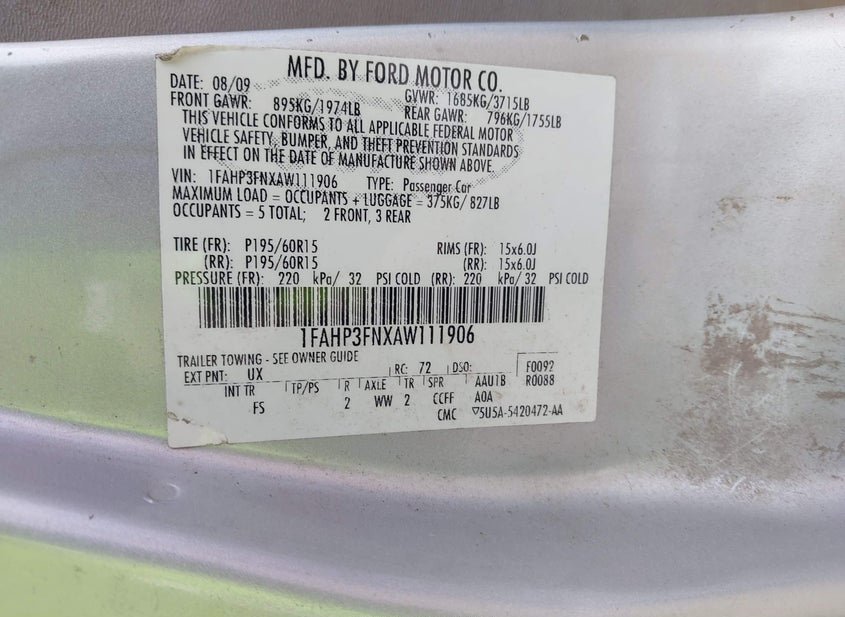 MFD. BY FORD MOTOR CO.
DATE: 08/09 GVWR: 1685KG/3715LB
FRONT GAWR: 895KG/1974LB REAR GAWR: 796KG/1755LB
THIS VEHICLE CONFORMS TO ALL APPLICABLE FEDERAL MOTOR
VEHICLE SAFETY, BUMPER, AND THEFT PREVENTION STANDARDS
IN EFFECT ON THE DATE OF MANUFACTURE SHOWN ABOVE.
VIN: 1FAHP3FNXAW111906 TYPE: Passenger Car
MAXIMUM LOAD = OCCUPANTS + LUGGAGE = 375KG/ 827LB
OCCUPANTS = 5 TOTAL; 2 FRONT, 3 REAR
TIRE (FR): P195/60R15 RIMS (FR): 15x6.0J
(RR): P195/60R15 (RR): 15x6.0J
PRESSURE (FR): 220 kPa/ 32 PSI COLD (RR): 220 kPa/ 32 PSI COLD
1FAHP3FNXAW111906
TRAILER TOWING - SEE OWNER GUIDE
EXT PNT: UX RC: 72 DSO: F0092
INT TR TP/PS R AXLE TR SPR AAU1B R0088
FS 2 WW 2 CCFF A0A
CMC ▽5U5A-5420472-AA